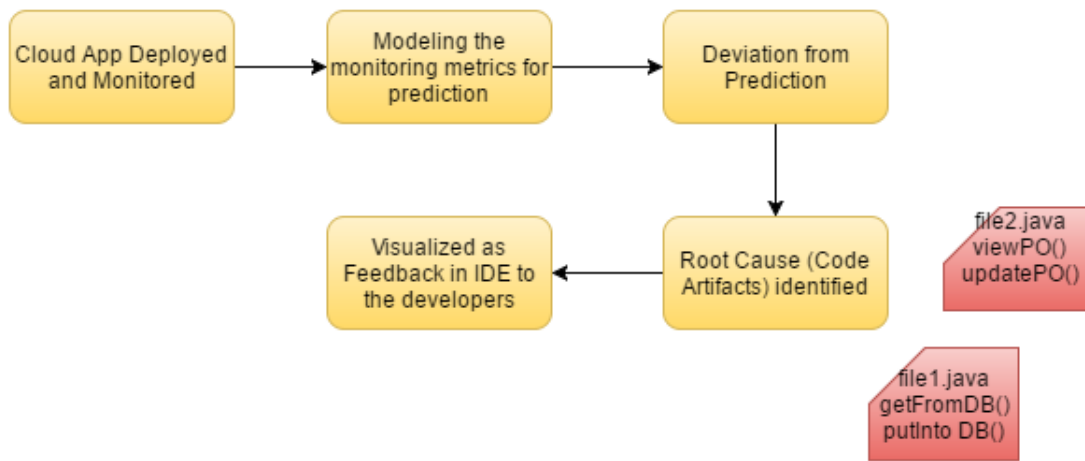 Cloud App Deployed
and Monitored
Modeling the
monitoring metrics for
prediction
Deviation from
Prediction
Visualized as
Feedback in IDE to
the developers
Root Cause (Code
Artifacts) identified
file2.java
viewPO()
updatePO()
file1.java
getFromDB()
putInto DB()